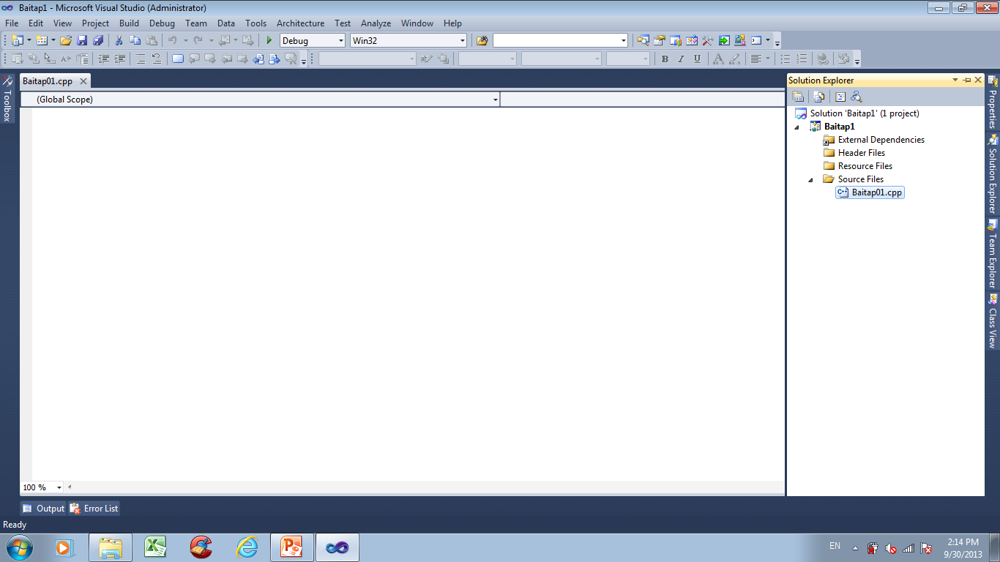 Baitap1 - Microsoft Visual Studio (Administrator)
File Edit View Project Build Debug Team Data Tools Architecture Test Analyze Window Help
Debug Win32
B I U
Toolbox
Baitap01.cpp
(Global Scope)
100 %
Solution Explorer
Solution 'Baitap1' (1 project)
Baitap1
External Dependencies
Header Files
Resource Files
Source Files
C++ Baitap01.cpp
Properties
Solution Explorer
Team Explorer
Class View
Output Error List
Ready
EN
2:14 PM
9/30/2013